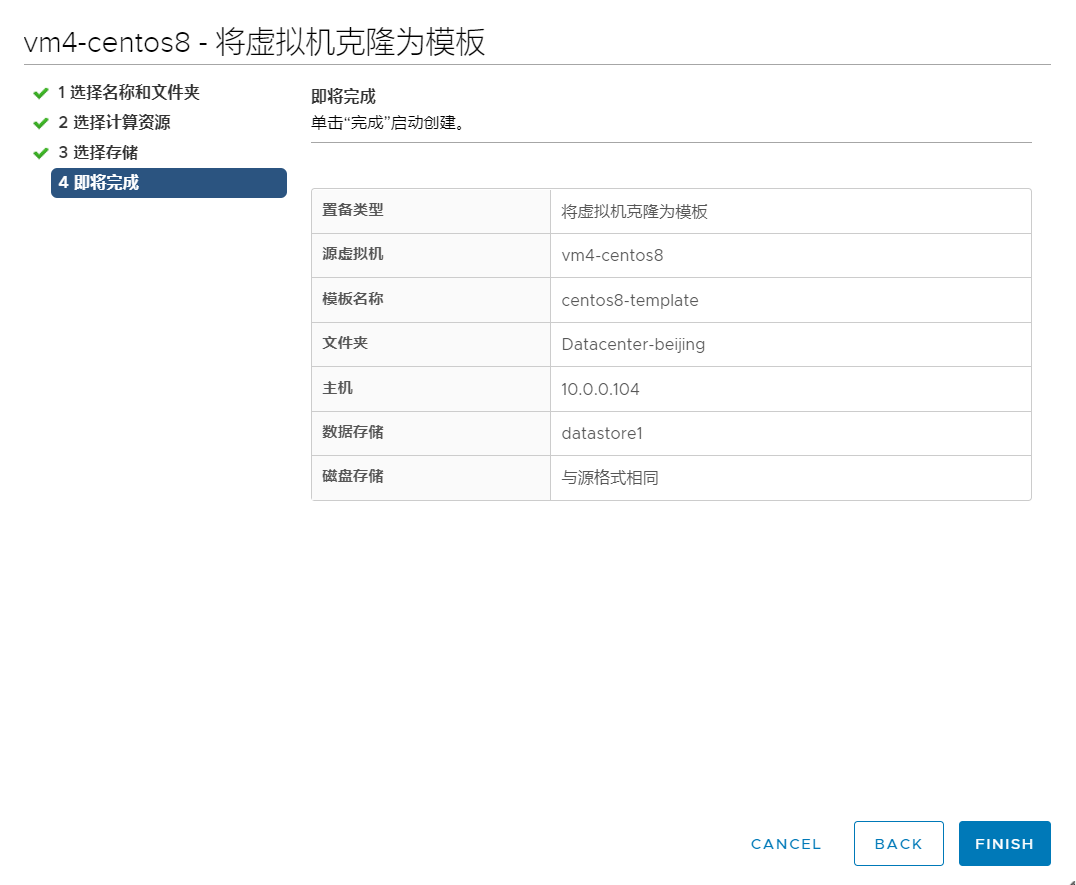 vm4-centos8 - 将虚拟机克隆为模板
1 选择名称和文件夹
2 选择计算资源
3 选择存储
4 即将完成
即将完成
单击“完成”启动创建。
置备类型 将虚拟机克隆为模板
源虚拟机 vm4-centos8
模板名称 centos8-template
文件夹 Datacenter-beijing
主机 10.0.0.104
数据存储 datastore1
磁盘存储 与源格式相同
CANCEL BACK FINISH